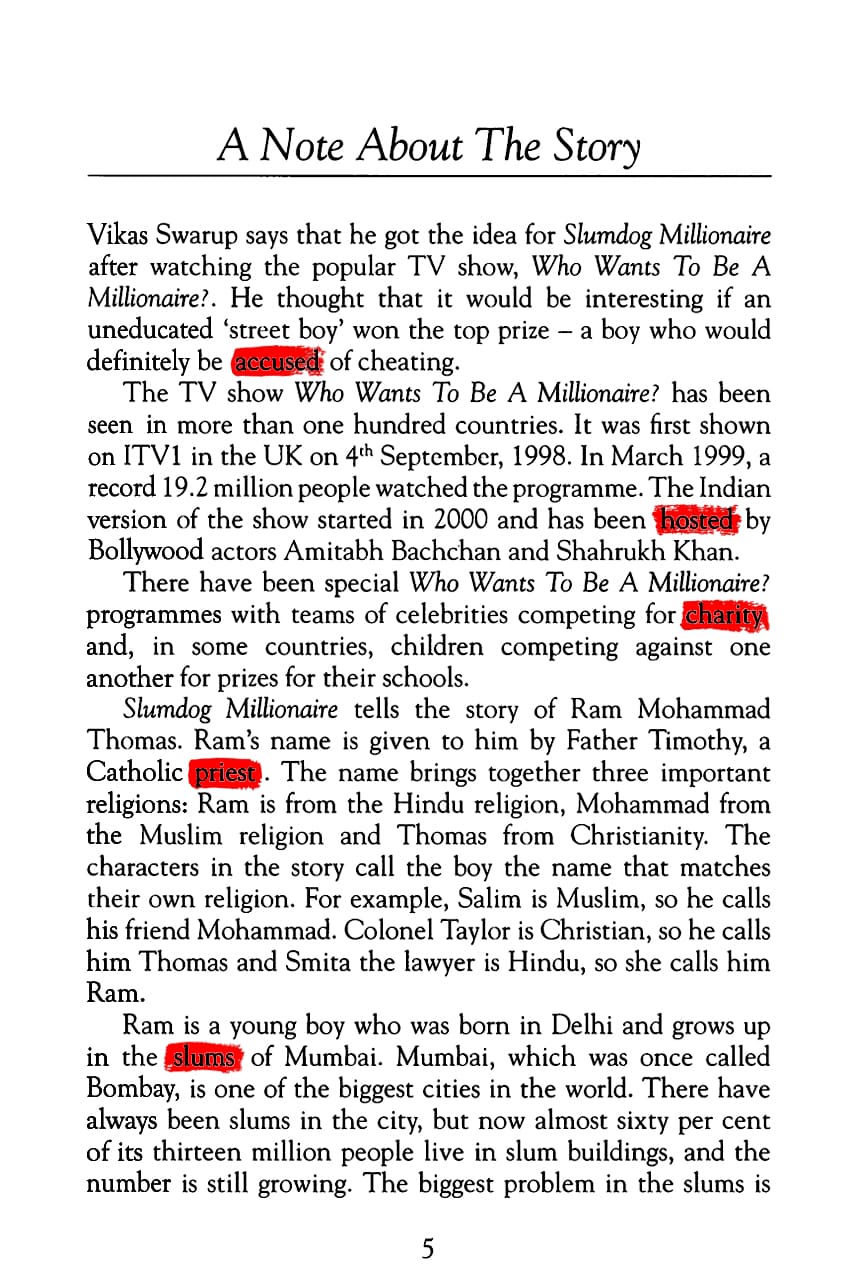 A Note About The Story
Vikas Swarup says that he got the idea for Slumdog Millionaire
after watching the popular TV show, Who Wants To Be A
Millionaire?. He thought that it would be interesting if an
uneducated ‘street boy’ won the top prize – a boy who would
definitely be accused of cheating.
The TV show Who Wants To Be A Millionaire? has been
seen in more than one hundred countries. It was first shown
on ITV1 in the UK on 4th September, 1998. In March 1999, a
record 19.2 million people watched the programme. The Indian
version of the show started in 2000 and has been hosted by
Bollywood actors Amitabh Bachchan and Shahrukh Khan.
There have been special Who Wants To Be A Millionaire?
programmes with teams of celebrities competing for charity
and, in some countries, children competing against one
another for prizes for their schools.
Slumdog Millionaire tells the story of Ram Mohammad
Thomas. Ram’s name is given to him by Father Timothy, a
Catholic priest. The name brings together three important
religions: Ram is from the Hindu religion, Mohammad from
the Muslim religion and Thomas from Christianity. The
characters in the story call the boy the name that matches
their own religion. For example, Salim is Muslim, so he calls
his friend Mohammad. Colonel Taylor is Christian, so he calls
him Thomas and Smita the lawyer is Hindu, so she calls him
Ram.
Ram is a young boy who was born in Delhi and grows up
in the slums of Mumbai. Mumbai, which was once called
Bombay, is one of the biggest cities in the world. There have
always been slums in the city, but now almost sixty per cent
of its thirteen million people live in slum buildings, and the
number is still growing. The biggest problem in the slums is
5